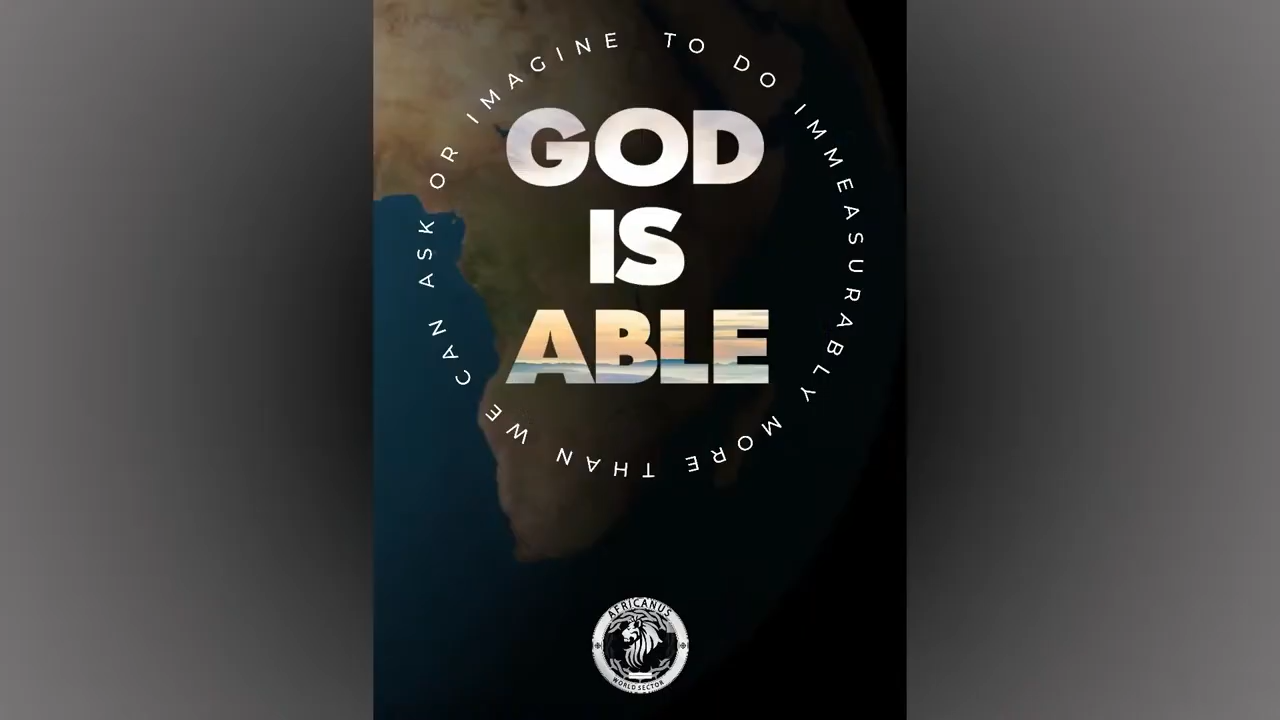 GOD
IS
ABLE
TO DO IMMEASURABLY MORE THAN WE CAN ASK OR IMAGINE
AFRICANUS
WORLD SECTOR